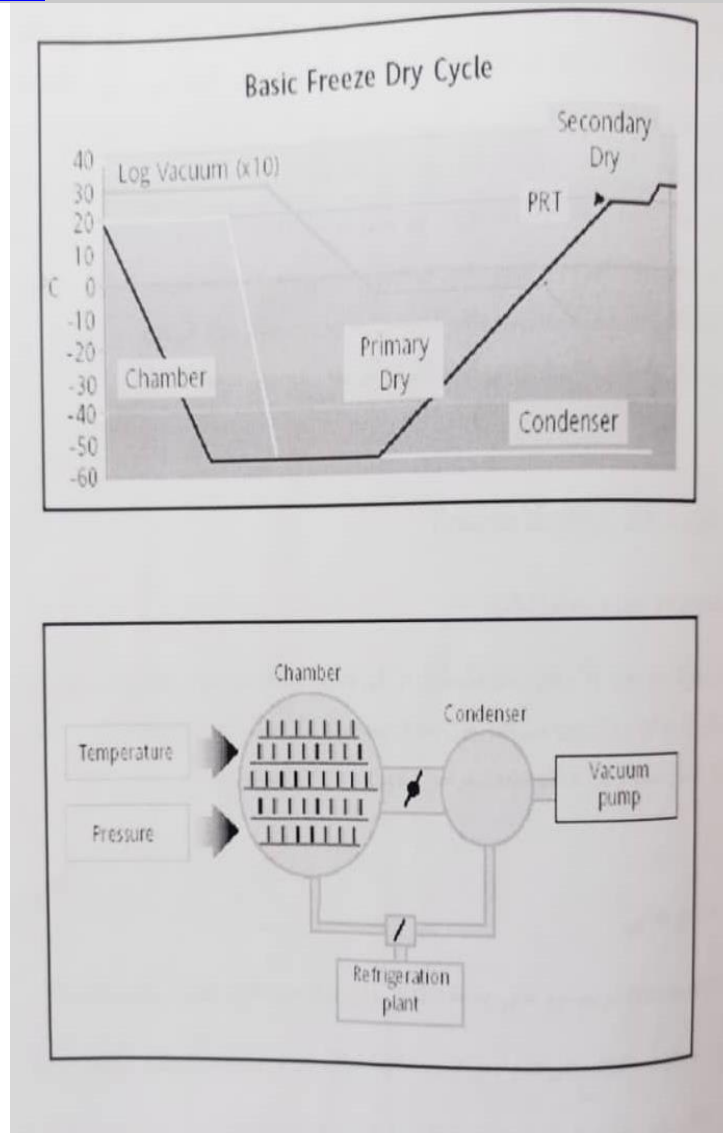 Basic Freeze Dry Cycle
Secondary
Dry
40
Log Vacuum (x10)
30
PRT
20
10
°C
0
-10
-20
Primary
Dry
Chamber
-30
-40
Condenser
-50
-60
Chamber
Condenser
Temperature
Vacuum
pump
Pressure
Refrigeration
plant